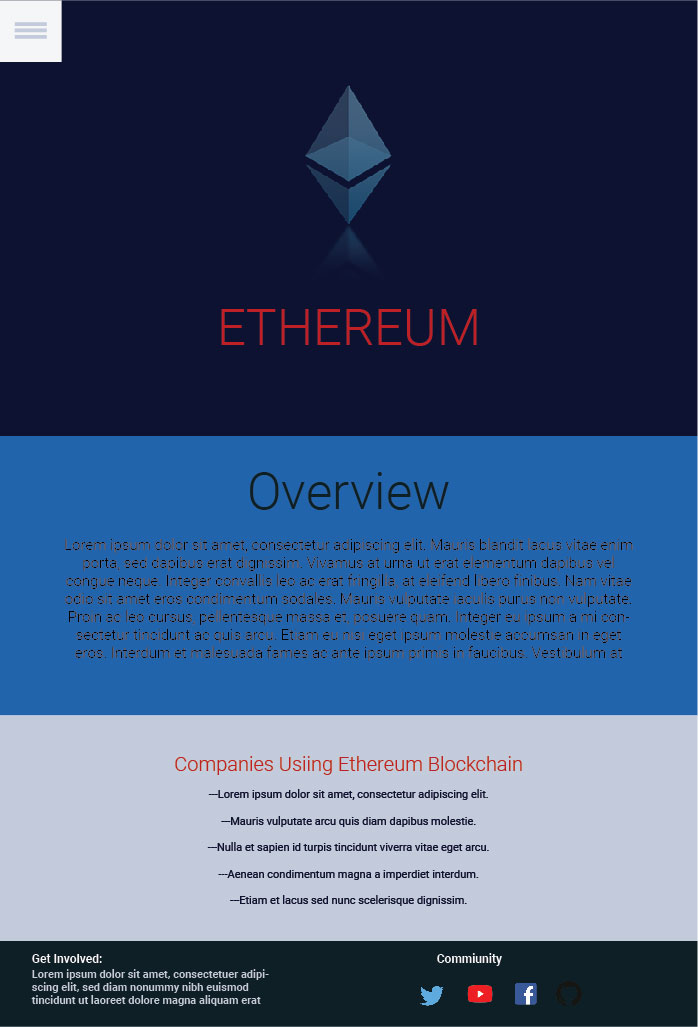 ETHEREUM
Overview
Lorem ipsum dolor sit amet, consectetur adipiscing elit. Mauris blandit lacus vitae enim
porta, sed dapibus erat dignissim. Vivamus at urna ut erat elementum dapibus vel
congue neque. Integer convallis leo ac erat fringilla, at eleifend libero finibus. Nam vitae
odio sit amet eros condimentum sodales. Mauris vulputate iaculis purus non vulputate.
Proin ac leo cursus, pellentesque massa et, posuere quam. Integer eu ipsum a mi con-
sectetur tincidunt ac quis arcu. Etiam eu nisl eget ipsum molestie accumsan in eget
eros. Interdum et malesuada fames ac ante ipsum primis in faucibus. Vestibulum at
Companies Usiing Ethereum Blockchain
---Lorem ipsum dolor sit amet, consectetur adipiscing elit.
---Mauris vulputate arcu quis diam dapibus molestie.
---Nulla et sapien id turpis tincidunt viverra vitae eget arcu.
---Aenean condimentum magna a imperdiet interdum.
---Etiam et lacus sed nunc scelerisque dignissim.
Get Involved:
Lorem ipsum dolor sit amet, consectetuer adipi-
scing elit, sed diam nonummy nibh euismod
tincidunt ut laoreet dolore magna aliquam erat
Commiunity